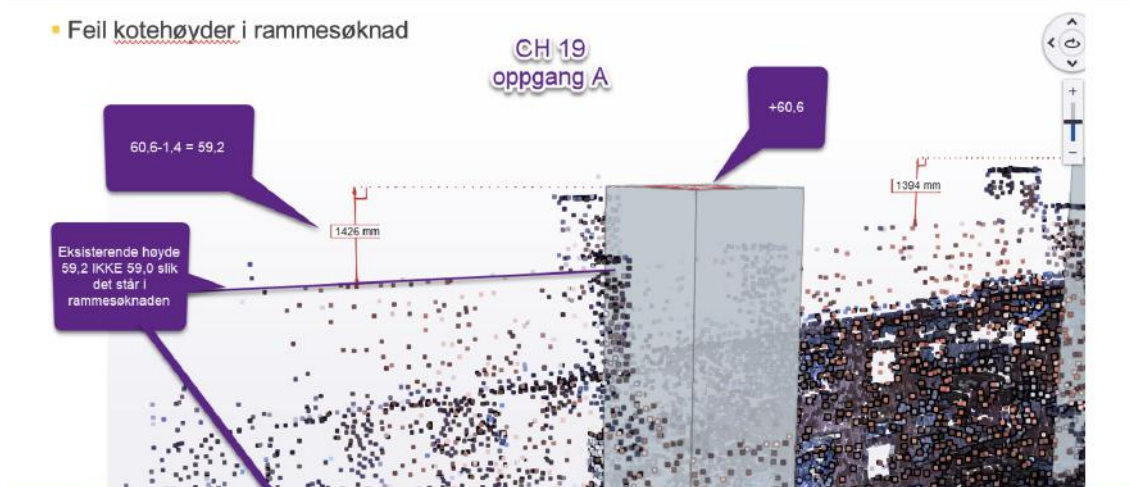 Feil kotehøyder i rammesøknad
CH 19
oppgang A
+60,6
60,6-1,4 = 59,2
1394 mm
1426 mm
Eksisterende høyde
59,2 IKKE 59,0 slik
det står i
rammesøknaden